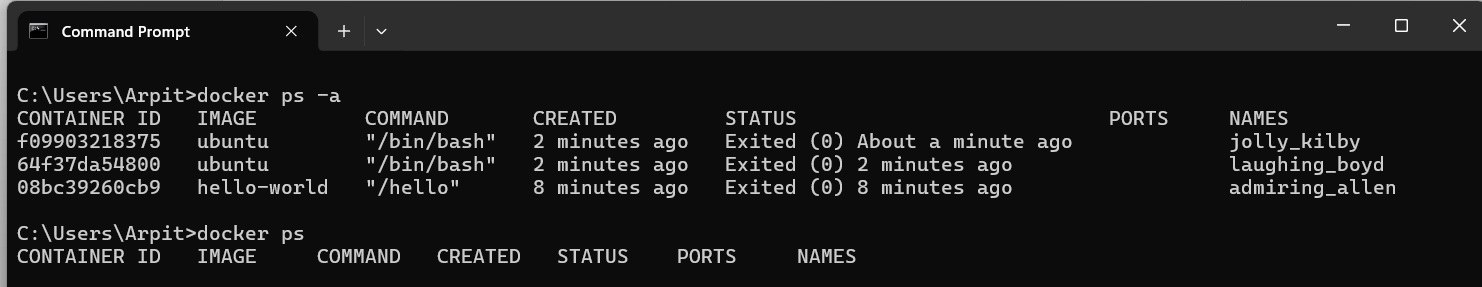 Command Prompt
C:\Users\Arpit>docker ps -a
CONTAINER ID   IMAGE         COMMAND       CREATED         STATUS                          PORTS     NAMES
f09903218375   ubuntu        "/bin/bash"   2 minutes ago   Exited (0) About a minute ago             jolly_kilby
64f37da54800   ubuntu        "/bin/bash"   2 minutes ago   Exited (0) 2 minutes ago                  laughing_boyd
08bc39260cb9   hello-world   "/hello"      8 minutes ago   Exited (0) 8 minutes ago                  admiring_allen
C:\Users\Arpit>docker ps
CONTAINER ID   IMAGE     COMMAND   CREATED   STATUS    PORTS     NAMES